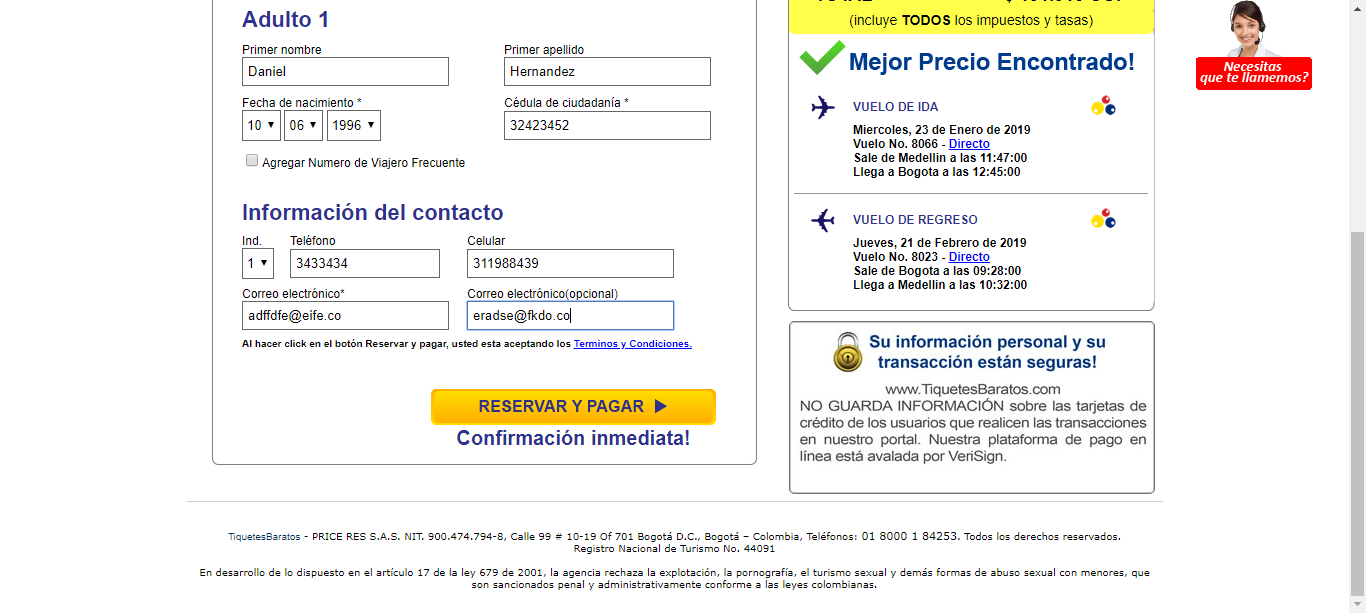 Adulto 1
Primer nombre
Primer apellido
Daniel
Hernandez
Fecha de nacimiento *
Cédula de ciudadanía *
10 06 1996
32423452
Agregar Numero de Viajero Frecuente
Información del contacto
Ind. Teléfono Celular
1 3433434 311988439
Correo electrónico* Correo electrónico(opcional)
adffdfe@eife.co eradse@fkdo.co
Al hacer click en el botón Reservar y pagar, usted esta aceptando los Terminos y Condiciones.
RESERVAR Y PAGAR
Confirmación inmediata!
(incluye TODOS los impuestos y tasas)
Mejor Precio Encontrado!
VUELO DE IDA
Miercoles, 23 de Enero de 2019
Vuelo No. 8066 - Directo
Sale de Medellin a las 11:47:00
Llega a Bogota a las 12:45:00
VUELO DE REGRESO
Jueves, 21 de Febrero de 2019
Vuelo No. 8023 - Directo
Sale de Bogota a las 09:28:00
Llega a Medellin a las 10:32:00
Su información personal y su
transacción están seguras!
www.TiquetesBaratos.com
NO GUARDA INFORMACIÓN sobre las tarjetas de
crédito de los usuarios que realicen las transacciones
en nuestro portal. Nuestra plataforma de pago en
línea está avalada por VeriSign.
Necesitas
que te llamemos?
TiquetesBaratos - PRICE RES S.A.S. NIT. 900.474.794-8, Calle 99 # 10-19 Of 701 Bogotá D.C., Bogotá – Colombia, Teléfonos: 01 8000 1 84253. Todos los derechos reservados.
Registro Nacional de Turismo No. 44091
En desarrollo de lo dispuesto en el artículo 17 de la ley 679 de 2001, la agencia rechaza la explotación, la pornografía, el turismo sexual y demás formas de abuso sexual con menores, que
son sancionados penal y administrativamente conforme a las leyes colombianas.